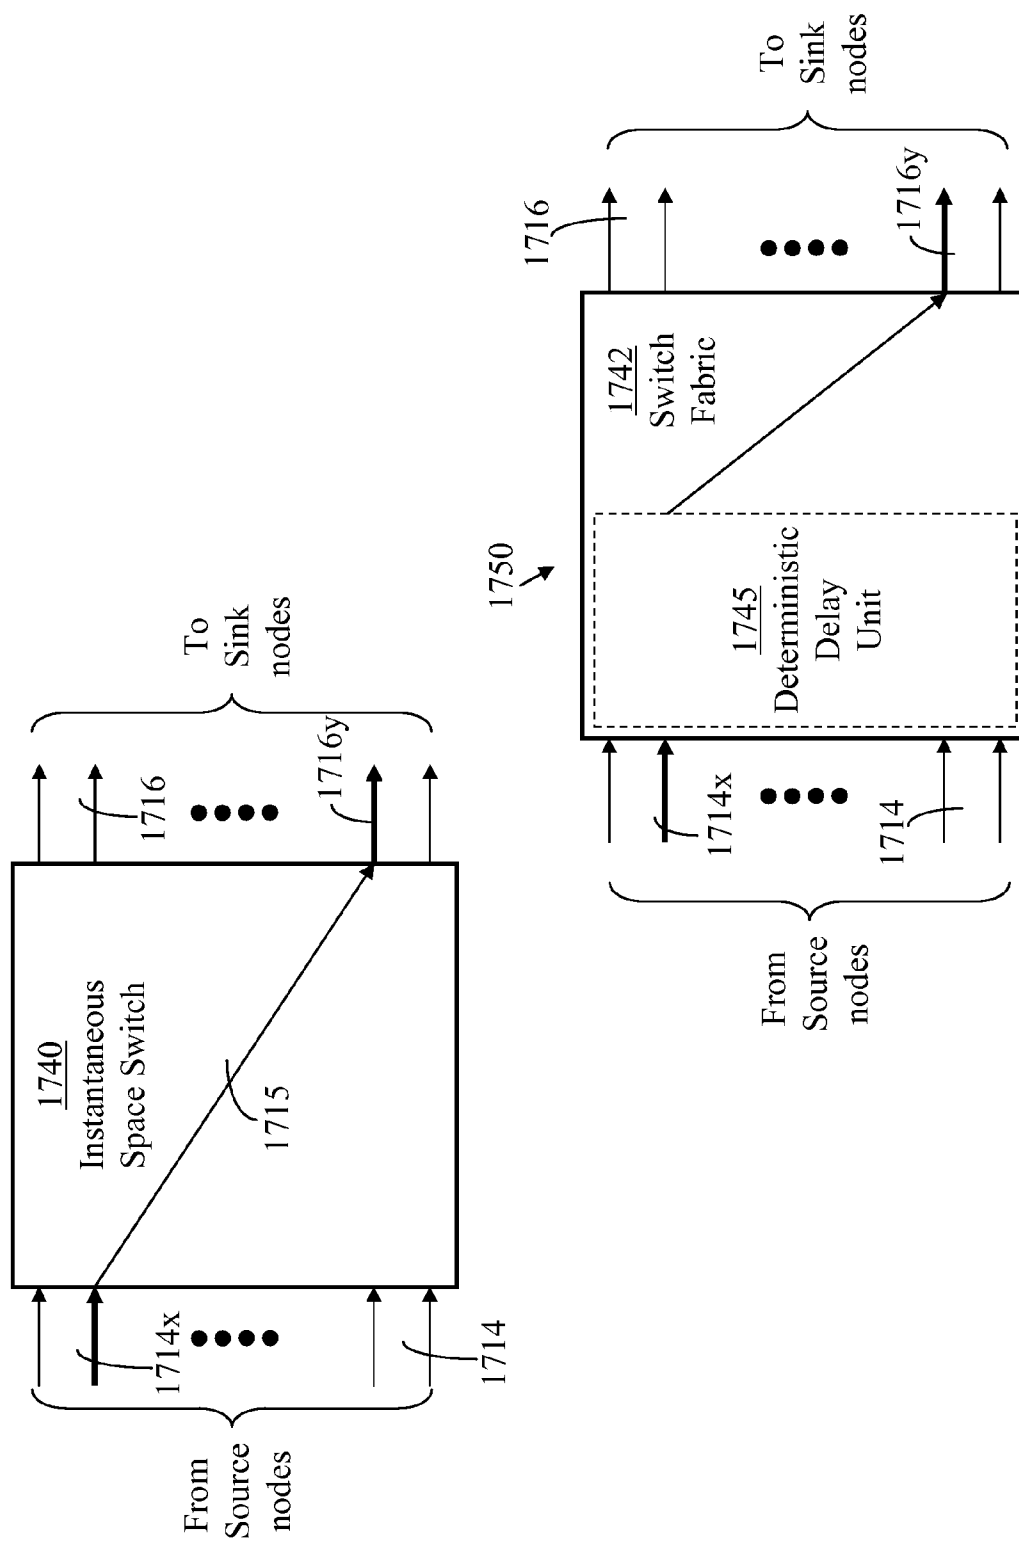 From
Source
nodes
1714x
1714
1740
Instantaneous
Space Switch
1715
1716
1716y
To
Sink
nodes
1750
From
Source
nodes
1714x
1714
1745
Deterministic
Delay
Unit
1742
Switch
Fabric
1716
1716y
To
Sink
nodes